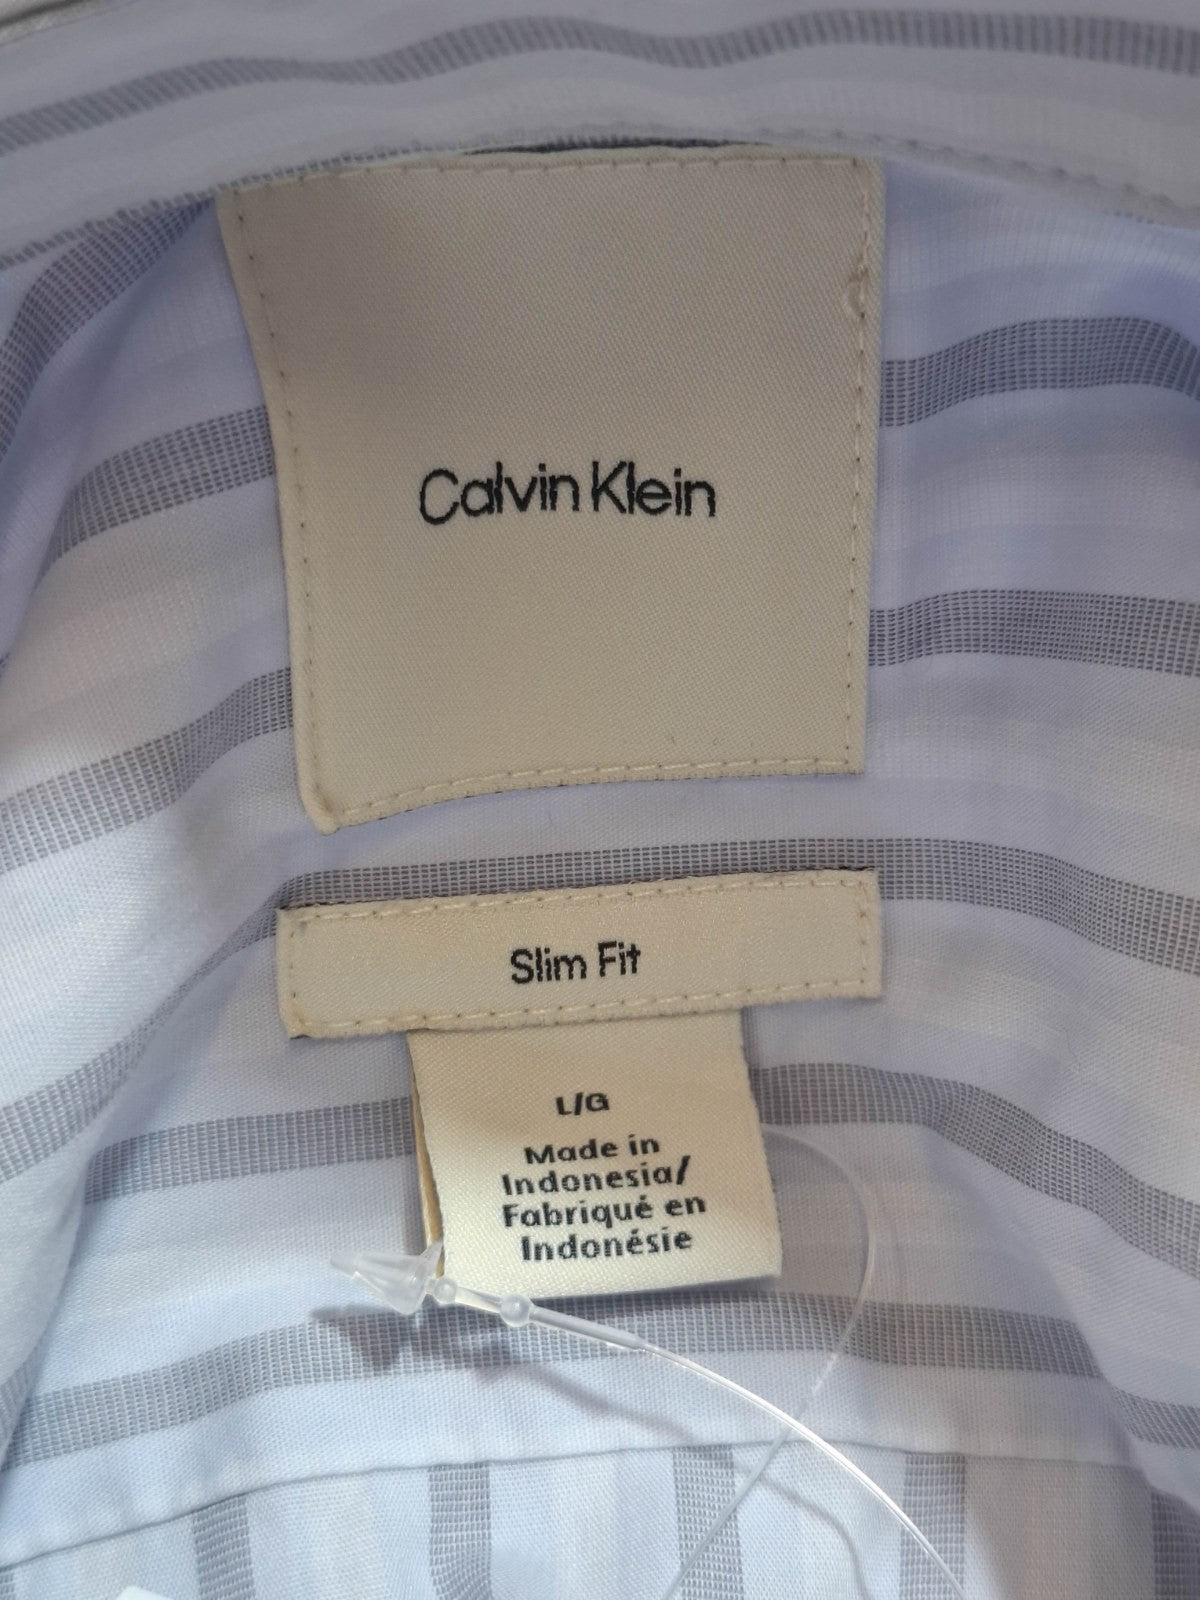 Calvin Klein
Slim Fit
L/G
Made in
Indonesia/
Fabriqué en
Indonésie